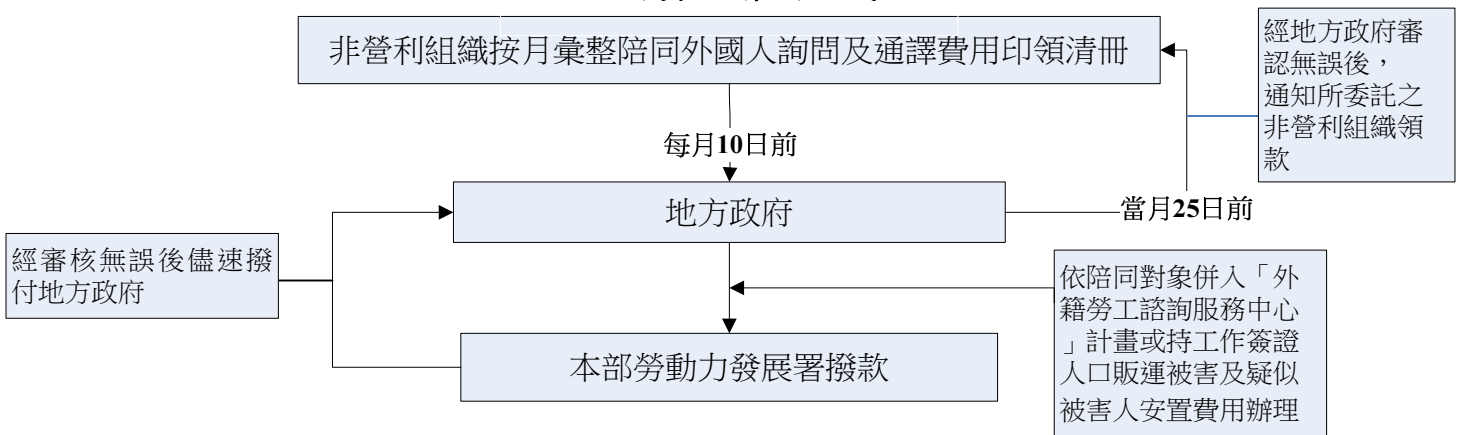 非營利組織按月彙整陪同外國人詢問及通譯費用印領清冊
經地方政府審
認無誤後，
通知所委託之
非營利組織領
款
每月10日前
地方政府
當月25日前
經審核無誤後儘速撥
付地方政府
依陪同對象併入「外
籍勞工諮詢服務中心
」計畫或持工作簽證
人口販運被害及疑似
被害人安置費用辦理
本部勞動力發展署撥款